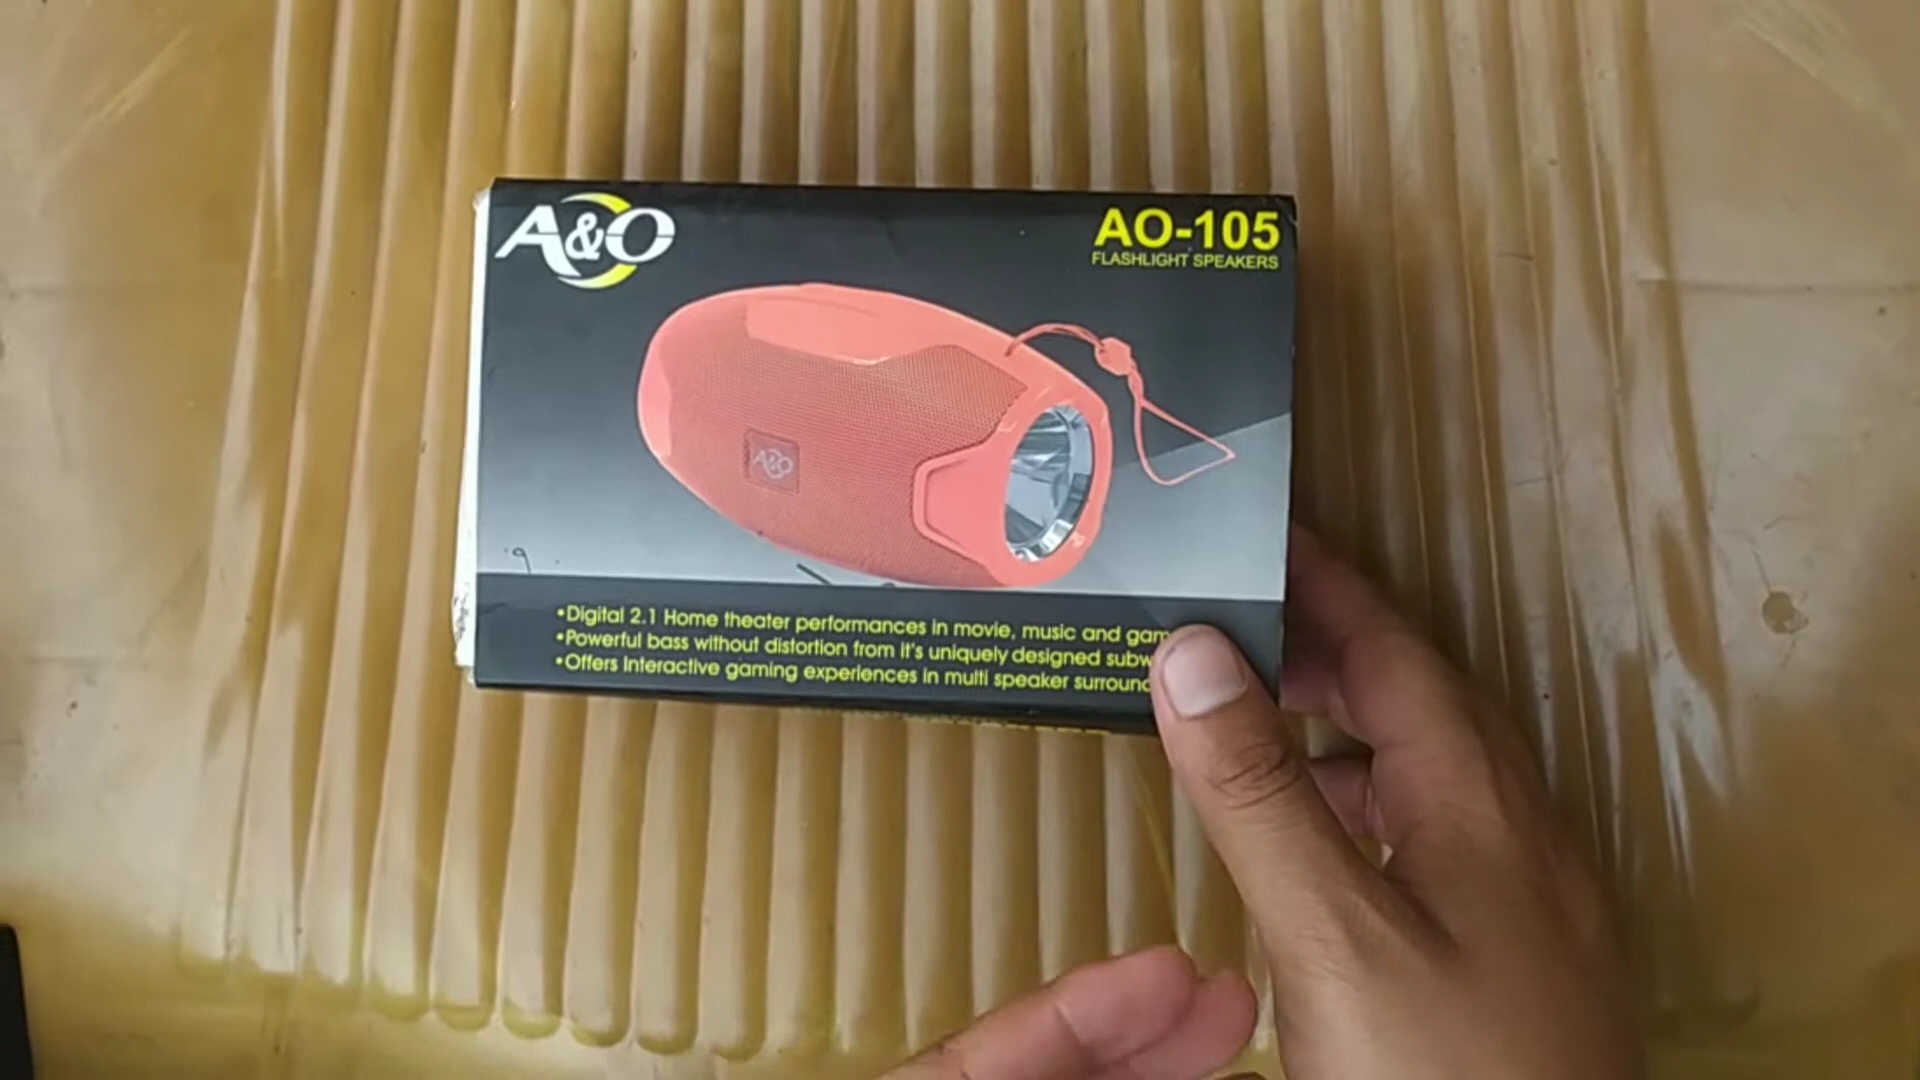 A&O
AO-105
FLASHLIGHT SPEAKERS
A&O
•Digital 2.1 Home theater performances in movie, music and
•Powerful bass without distortion from it's uniquely designed
•Offers Interactive gaming experiences in multi speaker